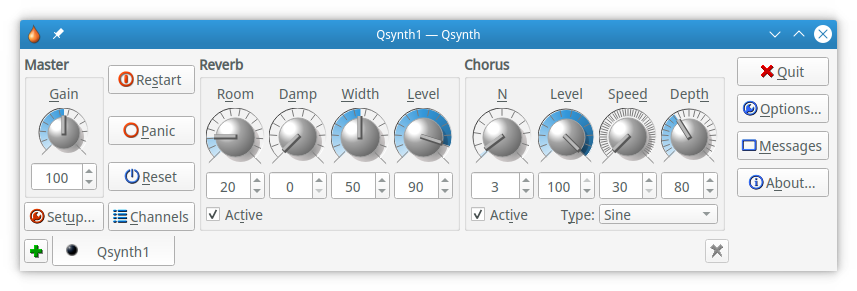 Qsynth1 — Qsynth
Master
Gain
100
Setup...
Restart
Panic
Reset
Channels
Reverb
Room Damp Width Level
20 0 50 90
Active
Chorus
N Level Speed Depth
3 100 30 80
Active Type: Sine
Quit
Options...
Messages
About...
Qsynth1